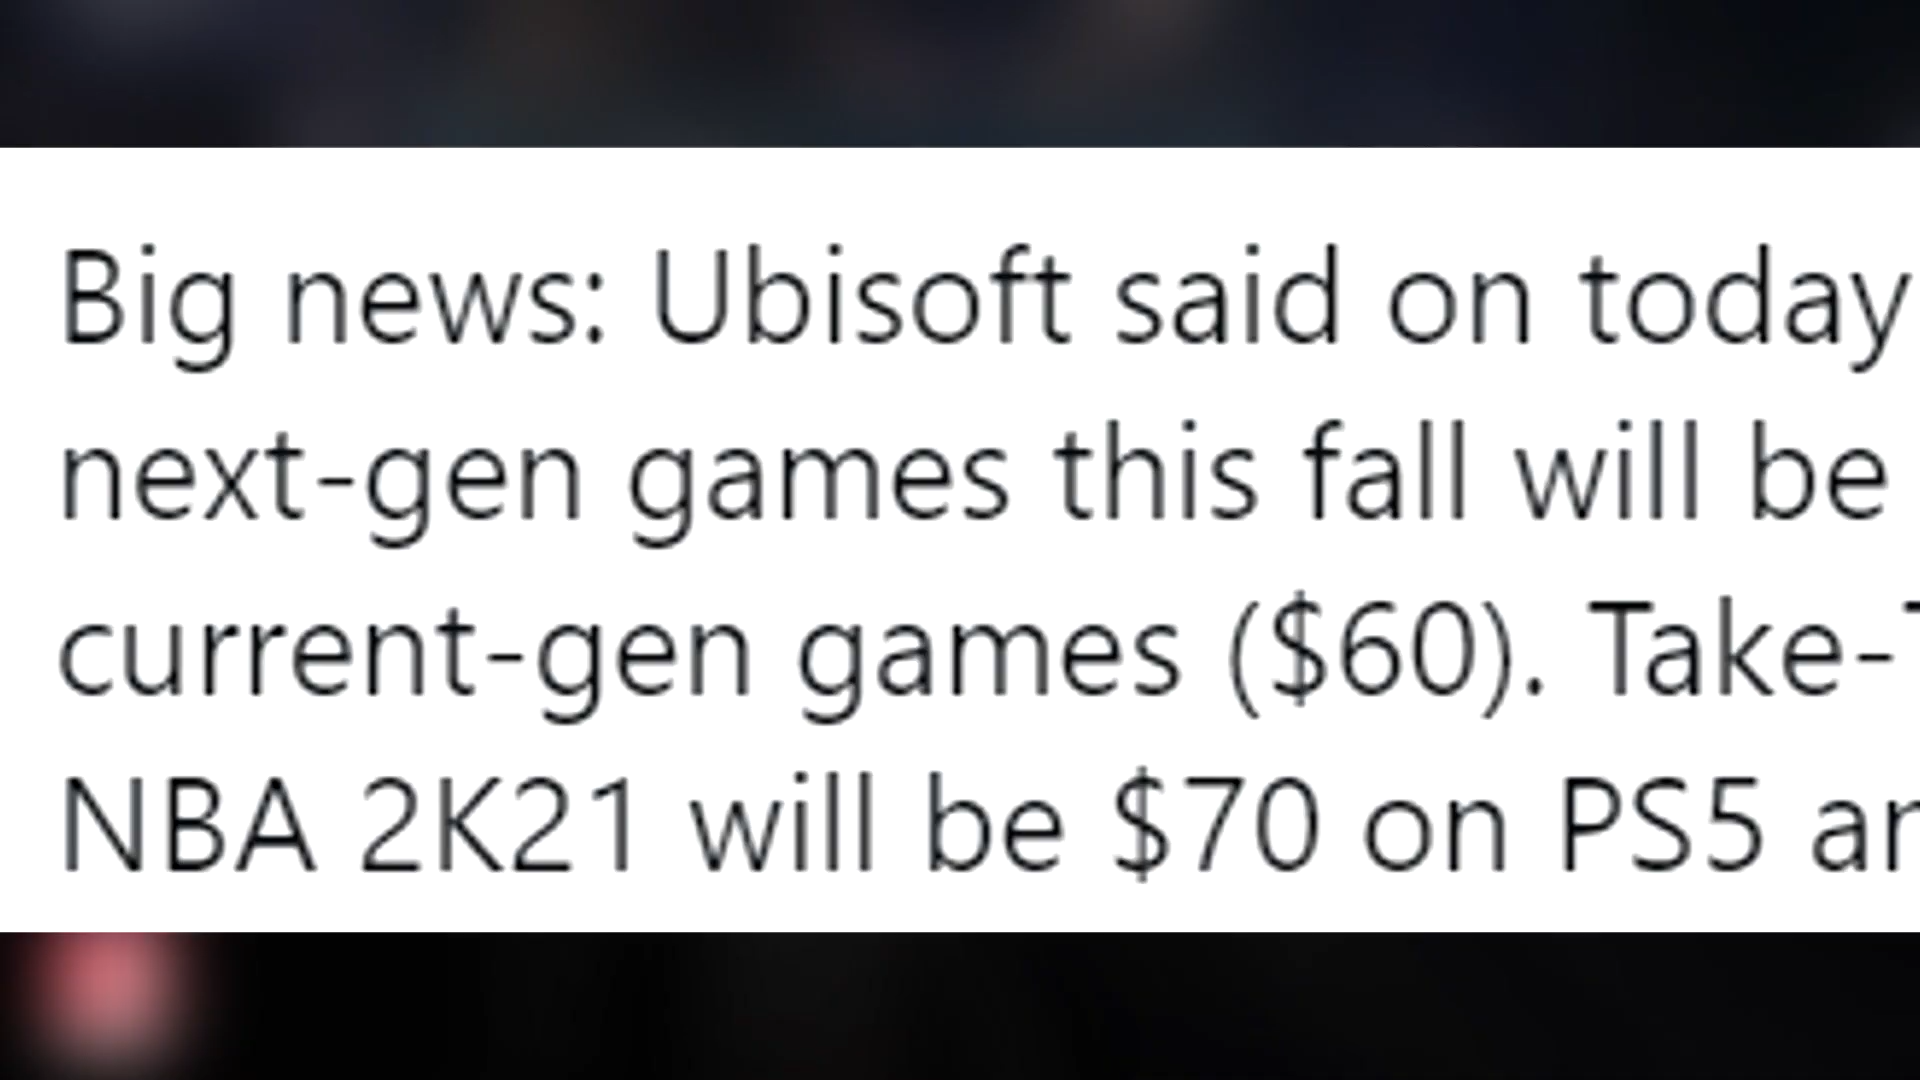 Big news: Ubisoft said on today
next-gen games this fall will be
current-gen games ($60). Take-
NBA 2K21 will be $70 on PS5